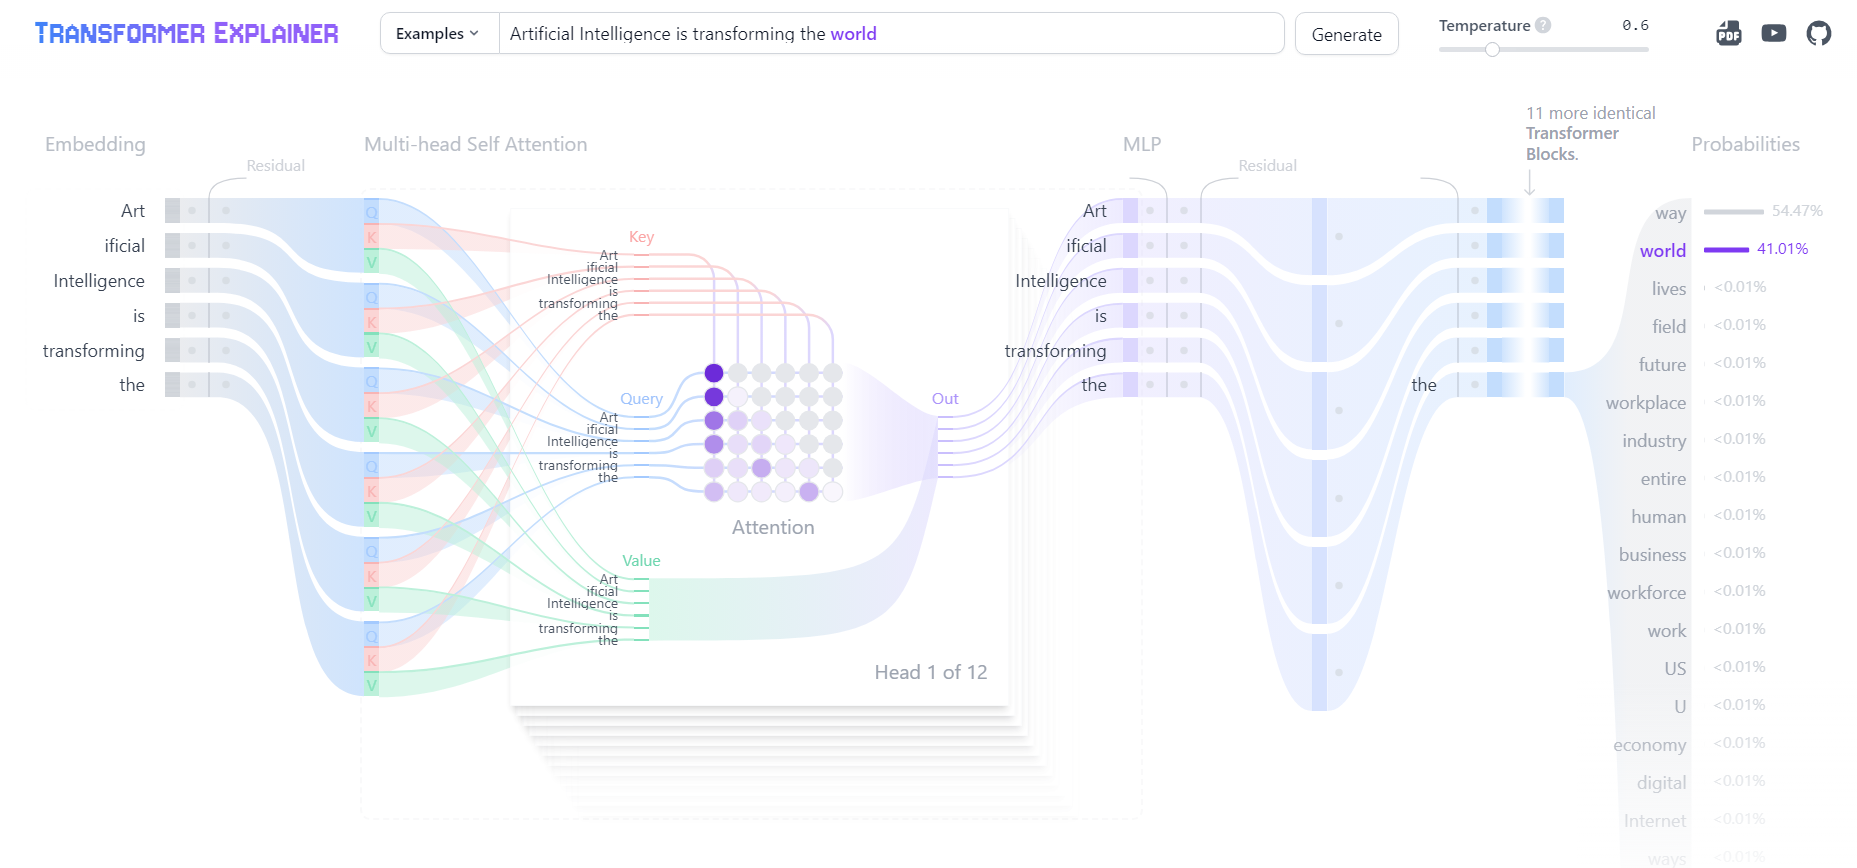 TRANSFORMER EXPLAINER
Examples
Artificial Intelligence is transforming the world
Generate
Temperature ?
0.6
PDF
Embedding
Residual
Art
ificial
Intelligence
is
transforming
the
Multi-head Self Attention
Q
K
V
Q
K
V
Q
K
V
Q
K
V
Q
K
V
Q
K
V
Key
Art
ificial
Intelligence
is
transforming
the
Query
Art
ificial
Intelligence
is
transforming
the
Attention
Value
Art
ificial
Intelligence
is
transforming
the
Out
Head 1 of 12
MLP
Residual
Art
ificial
Intelligence
is
transforming
the
the
11 more identical
Transformer
Blocks.
Probabilities
way 54.47%
world 41.01%
lives <0.01%
field <0.01%
future <0.01%
workplace <0.01%
industry <0.01%
entire <0.01%
human <0.01%
business <0.01%
workforce <0.01%
work <0.01%
US <0.01%
U <0.01%
economy <0.01%
digital <0.01%
Internet <0.01%
ways <0.01%